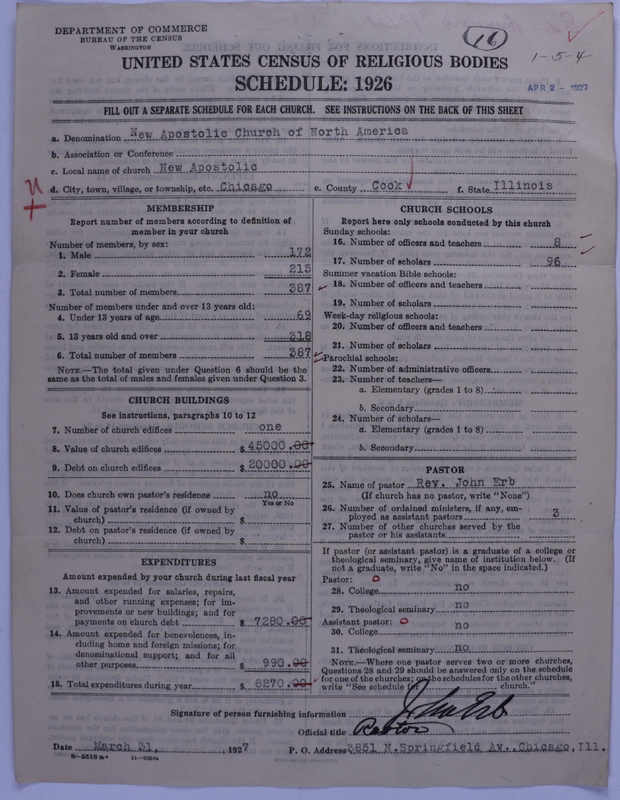 DEPARTMENT OF COMMERCE
BUREAU OF THE CENSUS
WASHINGTON
16
1-5-4
APR 2 - 1927
UNITED STATES CENSUS OF RELIGIOUS BODIES
SCHEDULE: 1926
FILL OUT A SEPARATE SCHEDULE FOR EACH CHURCH. SEE INSTRUCTIONS ON THE BACK OF THIS SHEET
a. Denomination New Apostolic Church of North America
b. Association or Conference
c. Local name of church New Apostolic
d. City, town, village, or township, etc. Chicago e. County Cook f. State Illinois
MEMBERSHIP
Report number of members according to definition of
member in your church
Number of members, by sex:
1. Male 172
2. Female 215
3. Total number of members 387
Number of members under and over 13 years old:
4. Under 13 years of age 69
5. 13 years old and over 318
6. Total number of members 387
NOTE.—The total given under Question 6 should be
same as the total of males and females given under Question 3.
CHURCH BUILDINGS
See instructions, paragraphs 10 to 12
7. Number of church edifices one
8. Value of church edifices $ 45000.00
9. Debt on church edifices $ 20000.00
10. Does church own pastor's residence no
Yes or No
11. Value of pastor's residence (if owned by
church) $
12. Debt on pastor's residence (if owned by
church) $
EXPENDITURES
Amount expended by your church during last fiscal year
13. Amount expended for salaries, repairs,
and other running expenses; for im-
provements or new buildings; and for
payments on church debt $ 7280.00
14. Amount expended for benevolences, in-
cluding home and foreign missions; for
denominational support; and for all
other purposes $ 990.00
15. Total expenditures during year $ 8270.00
CHURCH SCHOOLS
Report here only schools conducted by this church
Sunday schools:
16. Number of officers and teachers 8
17. Number of scholars 96
Summer vacation Bible schools:
18. Number of officers and teachers
19. Number of scholars
Week-day religious schools:
20. Number of officers and teachers
21. Number of scholars
Parochial schools:
22. Number of administrative officers
23. Number of teachers—
a. Elementary (grades 1 to 8)
b. Secondary
24. Number of scholars—
a. Elementary (grades 1 to 8)
b. Secondary
PASTOR
25. Name of pastor Rev. John Erb
(If church has no pastor, write "None")
26. Number of ordained ministers, if any, em-
ployed as assistant pastors 3
27. Number of other churches served by the
pastor or his assistants
If pastor (or assistant pastor) is a graduate of a college or
theological seminary, give name of institution below. (If
not a graduate, write "No" in the space indicated.)
Pastor: 0
28. College no
29. Theological seminary no
Assistant pastor: 0
30. College no
31. Theological seminary no
NOTE.—Where one pastor serves two or more churches,
Questions 28 and 29 should be answered only on the schedule
for one of the churches; on the schedules for the other churches,
write "See schedule for church."
Signature of person furnishing information John Erb
Official title Rector
Date March 31, 1927 P. O. Address 3851 N.Springfield Av.,Chicago,Ill.
8—5518 a 11—9051a